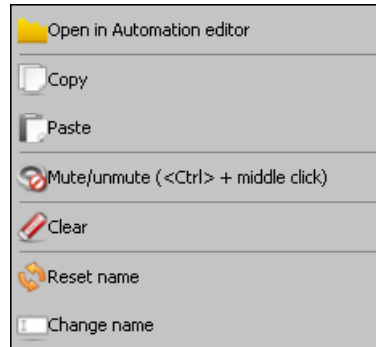 Open in Automation editor
Copy
Paste
Mute/unmute (<Ctrl> + middle click)
Clear
Reset name
Change name